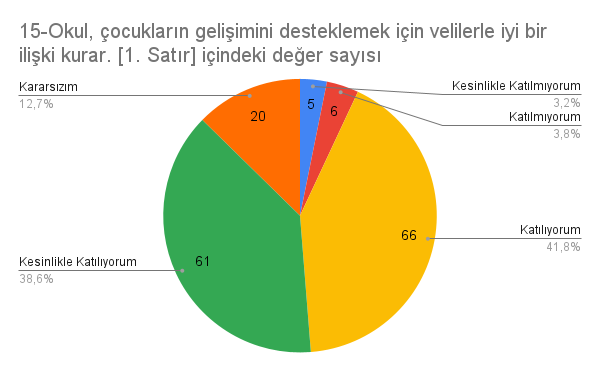 15-Okul, çocukların gelişimini desteklemek için velilerle iyi bir
ilişki kurar. [1. Satır] içindeki değer sayısı
Kararsızım
12,7%
Kesinlikle Katılmıyorum
3,2%
Katılmıyorum
3,8%
5
6
20
Katılıyorum
41,8%
66
Kesinlikle Katılıyorum
38,6%
61